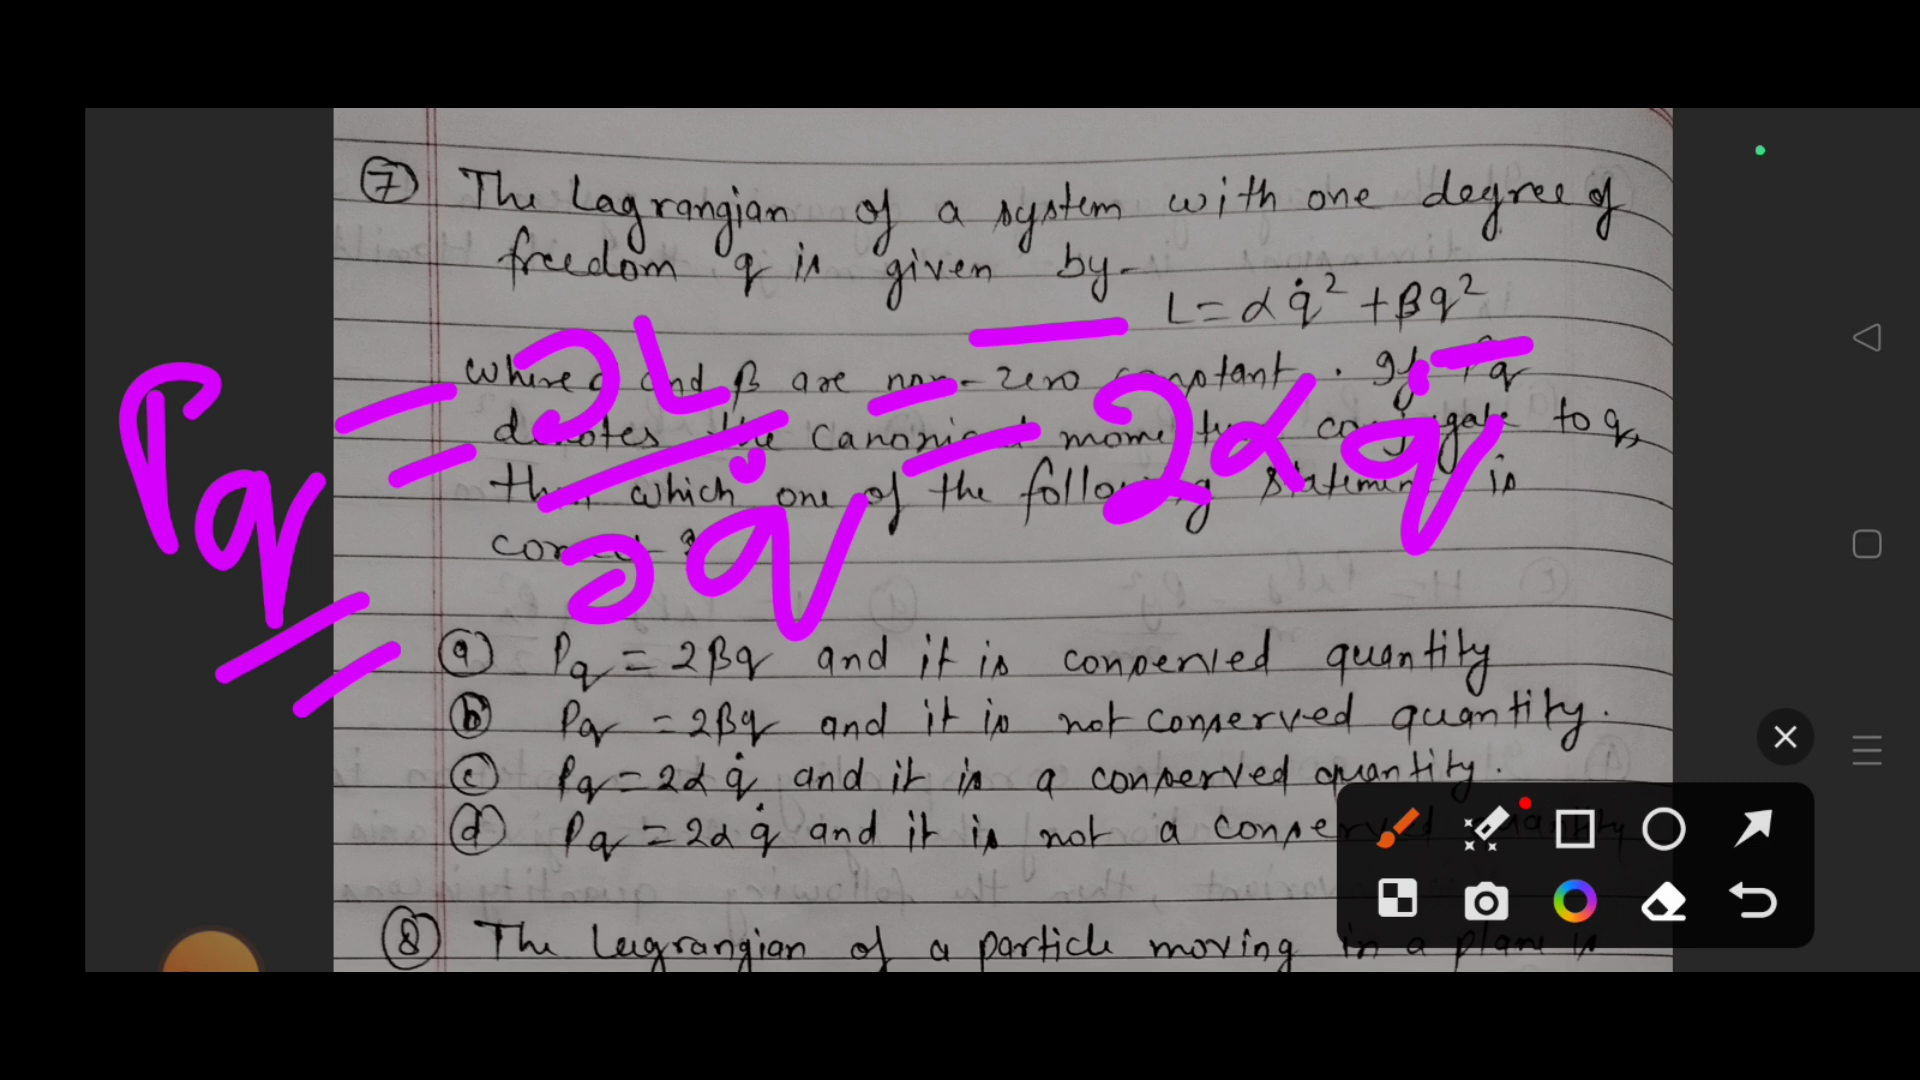 ⑦ The Lagrangian of a system with one degree of
freedom q is given by-
L = αq̇² + βq²
where α and β are non-zero constant. If Pq
denotes the canonical momentum conjugate to q,
then which one of the following statement is
correct?
Pq = ∂L/∂q̇ = 2αq̇
ⓐ Pq = 2βq and it is conserved quantity
ⓑ Pq = 2βq and it is not conserved quantity.
ⓒ Pq = 2αq̇ and it is a conserved quantity.
ⓓ Pq = 2αq̇ and it is not a conserved quantity
⑧ The Lagrangian of a particle moving in a plane is